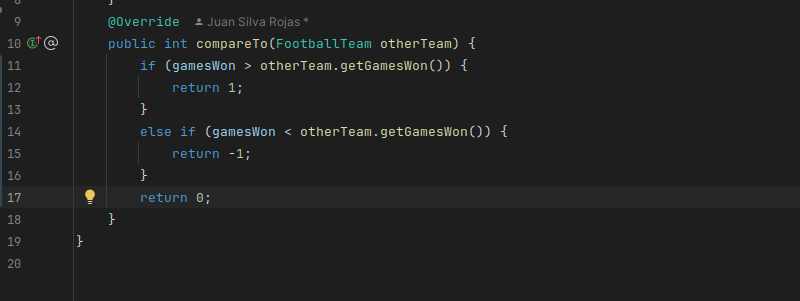 8 }
9 @Override Juan Silva Rojas *
10 public int compareTo(FootballTeam otherTeam) {
11 if (gamesWon > otherTeam.getGamesWon()) {
12 return 1;
13 }
14 else if (gamesWon < otherTeam.getGamesWon()) {
15 return -1;
16 }
17 return 0;
18 }
19 }
20